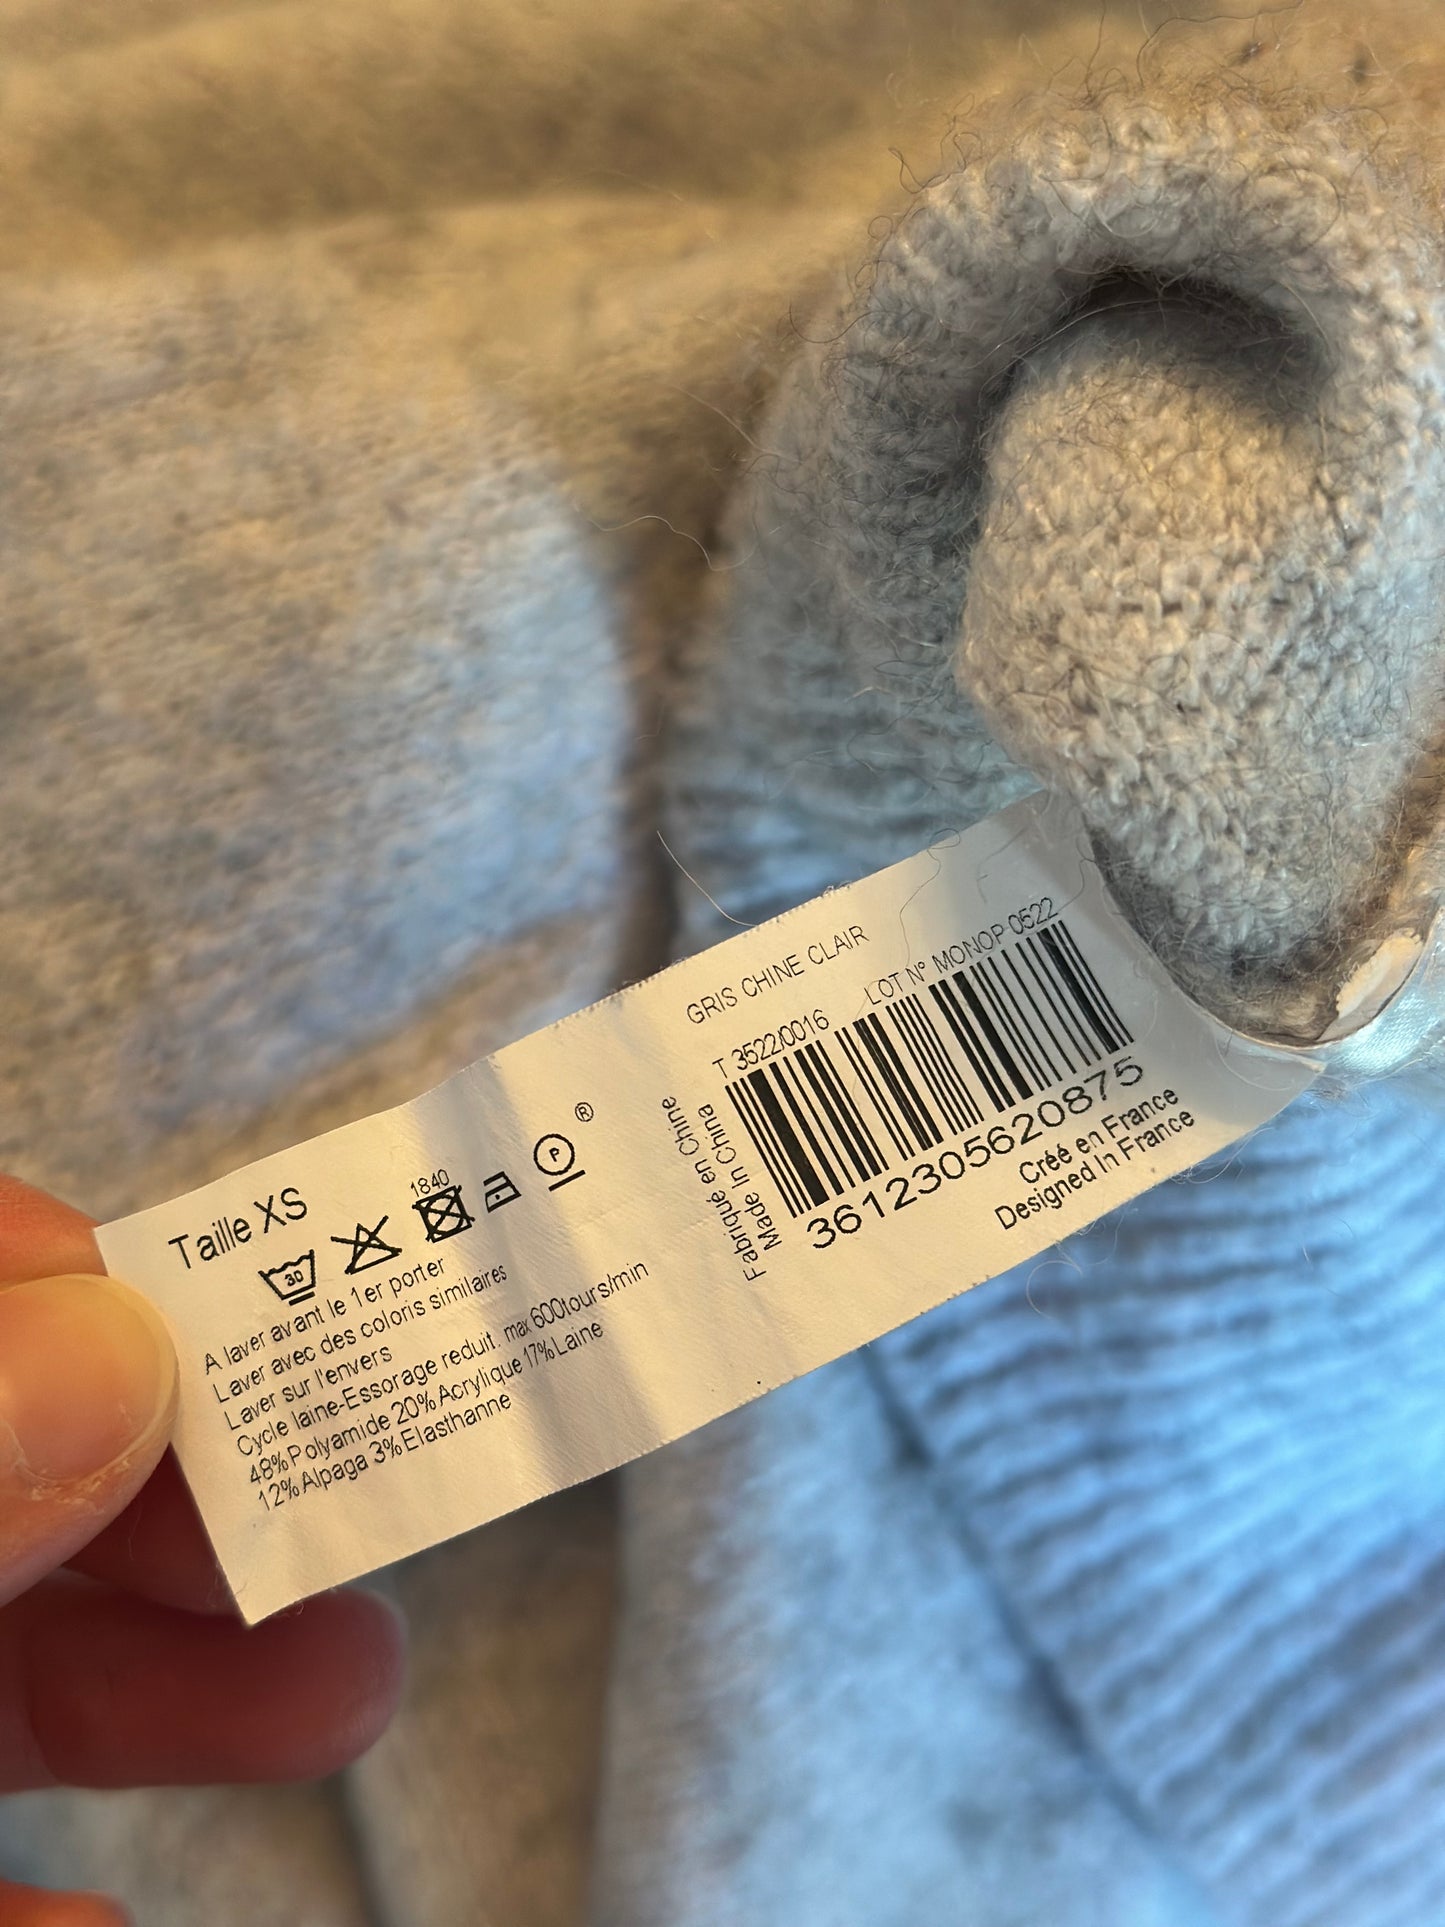 Taille XS
1840
30
P
®
A laver avant le 1er porter
Laver avec des coloris similaires
Laver sur l'envers
Cycle laine-Essorage reduit. max 600tours/min
48%Polyamide 20%Acrylique 17%Laine
12%Alpaga 3%Elasthanne
GRIS CHINE CLAIR
T 3522/0016 LOT N° MONOP 0522
3612305620875
Fabriqué en Chine
Made In China
Créé en France
Designed In France